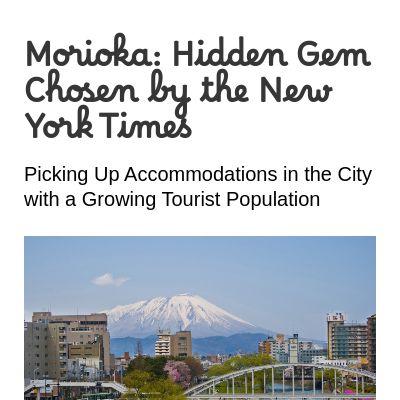 Morioka: Hidden Gem
Chosen by the New
York Times
Picking Up Accommodations in the City
with a Growing Tourist Population